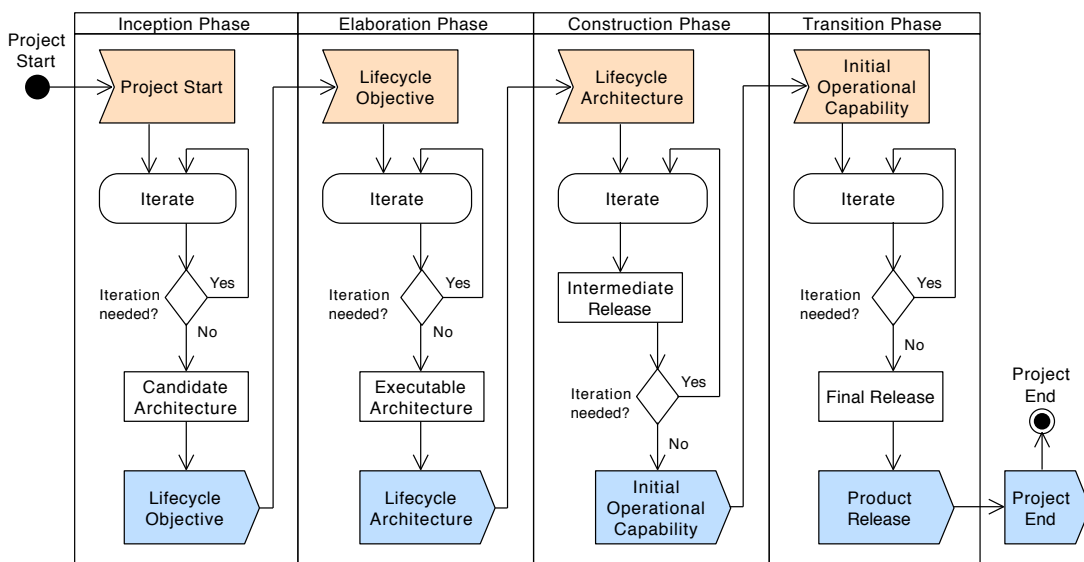 Project
Start
Inception Phase
Project Start
Iterate
Iteration
needed?
Yes
No
Candidate
Architecture
Lifecycle
Objective
Elaboration Phase
Lifecycle
Objective
Iterate
Iteration
needed?
Yes
No
Executable
Architecture
Lifecycle
Architecture
Construction Phase
Lifecycle
Architecture
Iterate
Intermediate
Release
Iteration
needed?
Yes
No
Initial
Operational
Capability
Transition Phase
Initial
Operational
Capability
Iterate
Iteration
needed?
Yes
No
Final Release
Product
Release
Project
End
Project
End